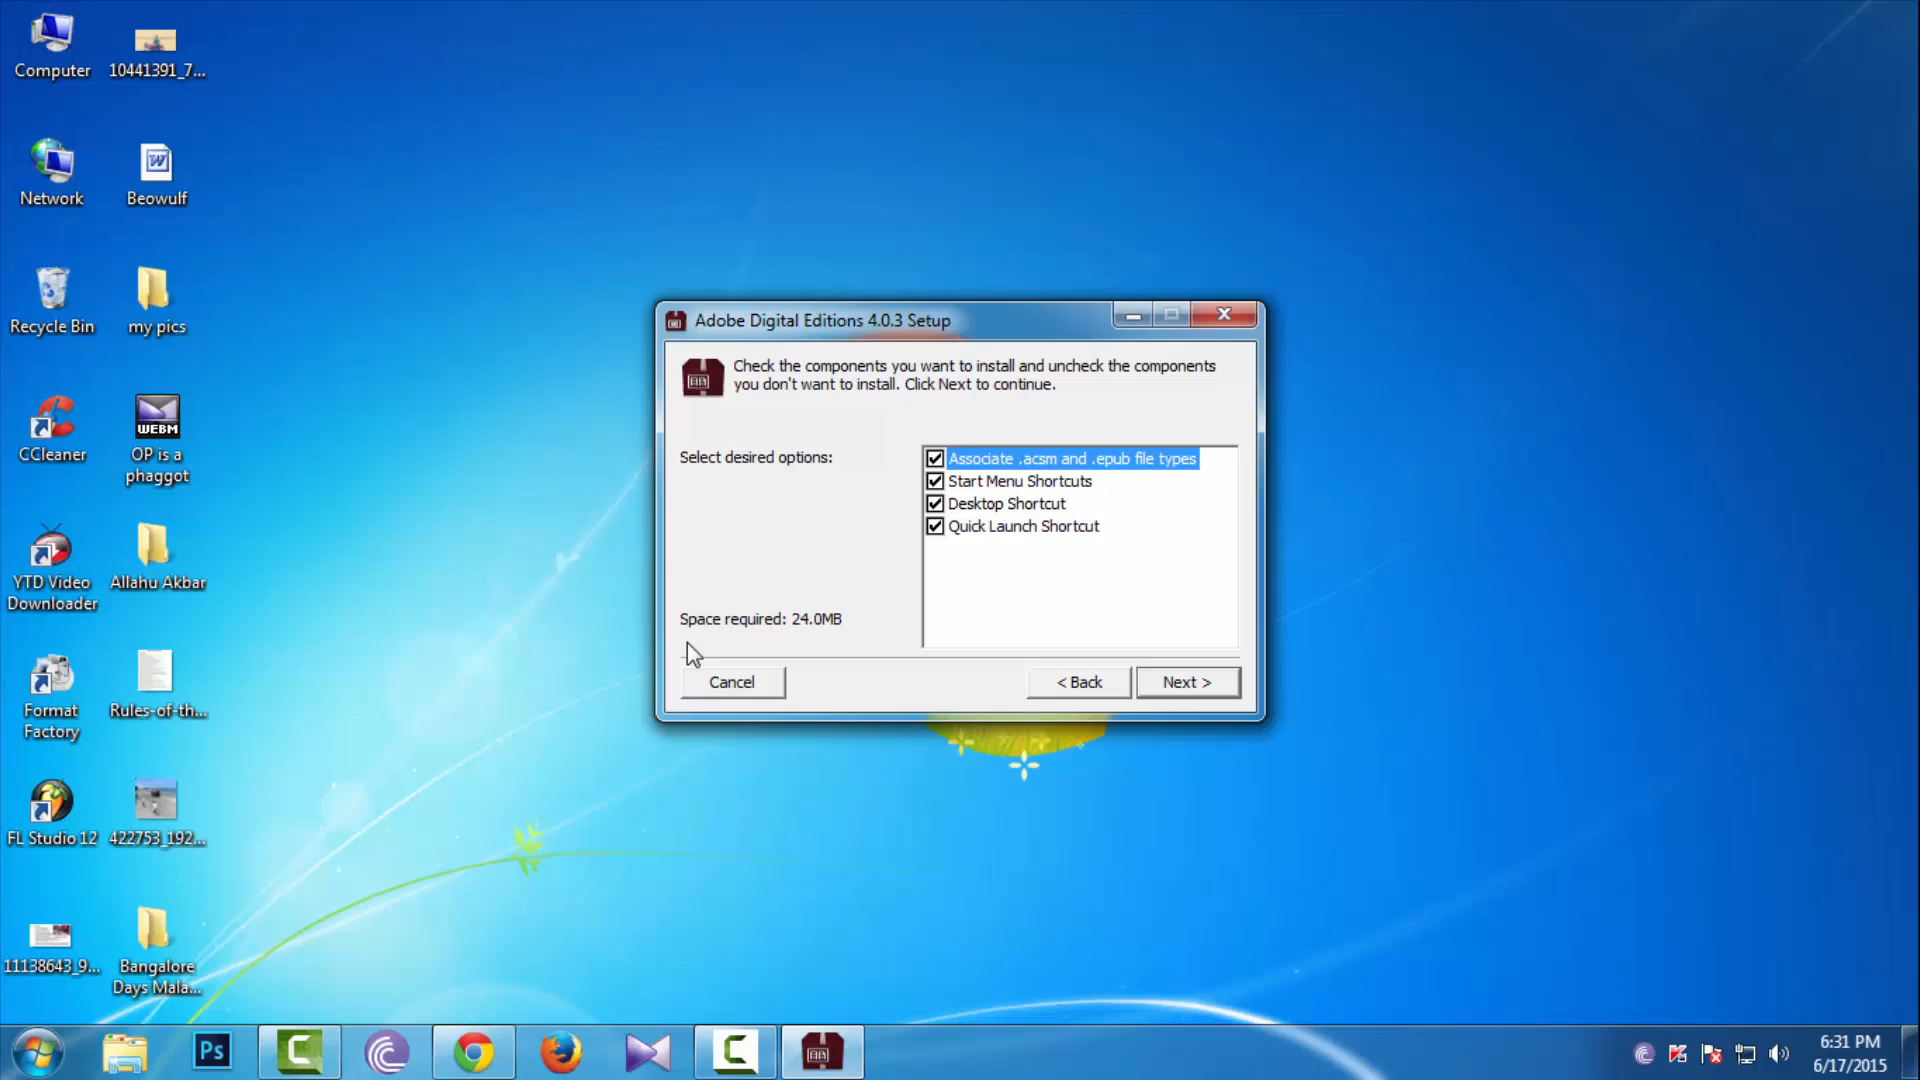 Computer
10441391_7...
Network
Beowulf
Recycle Bin
my pics
CCleaner
WEBM
OP is a
phaggot
YTD Video
Downloader
Allahu Akbar
Format
Factory
Rules-of-th...
FL Studio 12
422753_192...
11138643_9...
Bangalore
Days Mala...
Adobe Digital Editions 4.0.3 Setup
Check the components you want to install and uncheck the components
you don't want to install. Click Next to continue.
Select desired options:
Associate .acsm and .epub file types
Start Menu Shortcuts
Desktop Shortcut
Quick Launch Shortcut
Space required: 24.0MB
Cancel
< Back
Next >
Ps
6:31 PM
6/17/2015